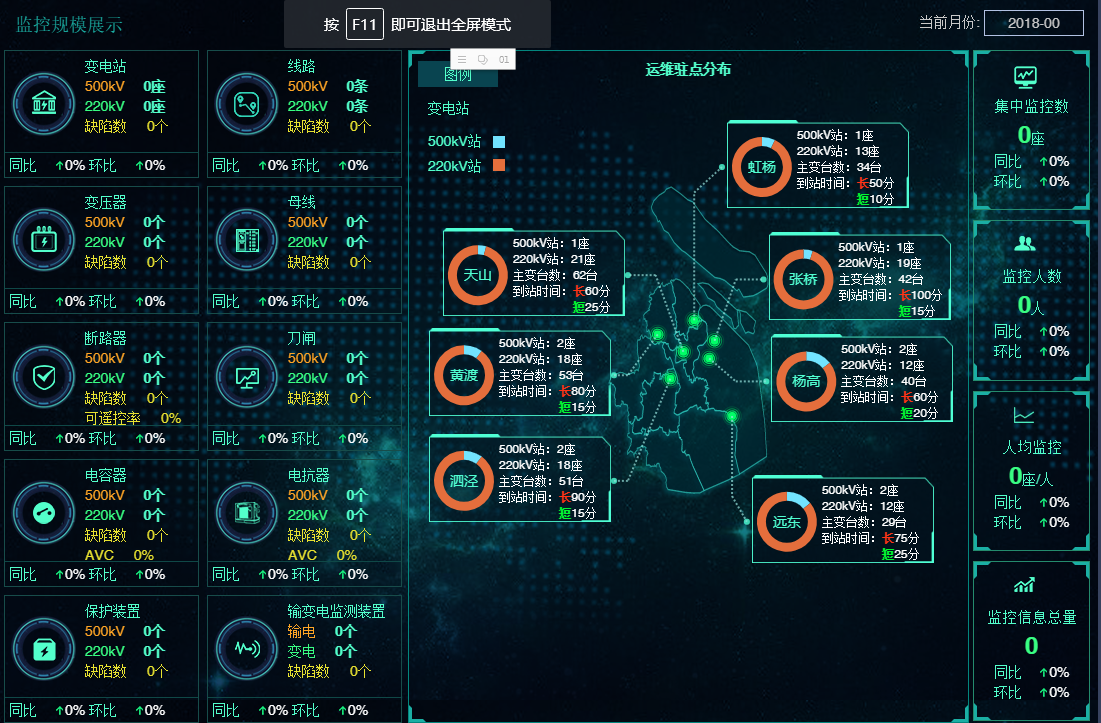 监控规模展示
按 F11 即可退出全屏模式
当前月份: 2018-00
01
变电站
500kV 0座
220kV 0座
缺陷数 0个
同比 ↑0% 环比 ↑0%
线路
500kV 0条
220kV 0条
缺陷数 0个
同比 ↑0% 环比 ↑0%
变压器
500kV 0个
220kV 0个
缺陷数 0个
同比 ↑0% 环比 ↑0%
母线
500kV 0个
220kV 0个
缺陷数 0个
同比 ↑0% 环比 ↑0%
断路器
500kV 0个
220kV 0个
缺陷数 0个
可遥控率 0%
同比 ↑0% 环比 ↑0%
刀闸
500kV 0个
220kV 0个
缺陷数 0个
同比 ↑0% 环比 ↑0%
电容器
500kV 0个
220kV 0个
缺陷数 0个
AVC 0%
同比 ↑0% 环比 ↑0%
电抗器
500kV 0个
220kV 0个
缺陷数 0个
AVC 0%
同比 ↑0% 环比 ↑0%
保护装置
500kV 0个
220kV 0个
缺陷数 0个
同比 ↑0% 环比 ↑0%
输变电监测装置
输电 0个
变电 0个
缺陷数 0个
同比 ↑0% 环比 ↑0%
运维驻点分布
图例
变电站
500kV站
220kV站
虹杨
500kV站: 1座
220kV站: 13座
主变台数: 34台
到站时间: 长50分
短10分
天山
500kV站: 1座
220kV站: 21座
主变台数: 62台
到站时间: 长60分
短25分
张桥
500kV站: 1座
220kV站: 19座
主变台数: 42台
到站时间: 长100分
短15分
黄渡
500kV站: 2座
220kV站: 18座
主变台数: 53台
到站时间: 长80分
短15分
杨高
500kV站: 2座
220kV站: 12座
主变台数: 40台
到站时间: 长60分
短20分
泗泾
500kV站: 2座
220kV站: 18座
主变台数: 51台
到站时间: 长90分
短15分
远东
500kV站: 2座
220kV站: 12座
主变台数: 29台
到站时间: 长75分
短25分
集中监控数
0座
同比 ↑0%
环比 ↑0%
监控人数
0人
同比 ↑0%
环比 ↑0%
人均监控
0座/人
同比 ↑0%
环比 ↑0%
监控信息总量
0
同比 ↑0%
环比 ↑0%